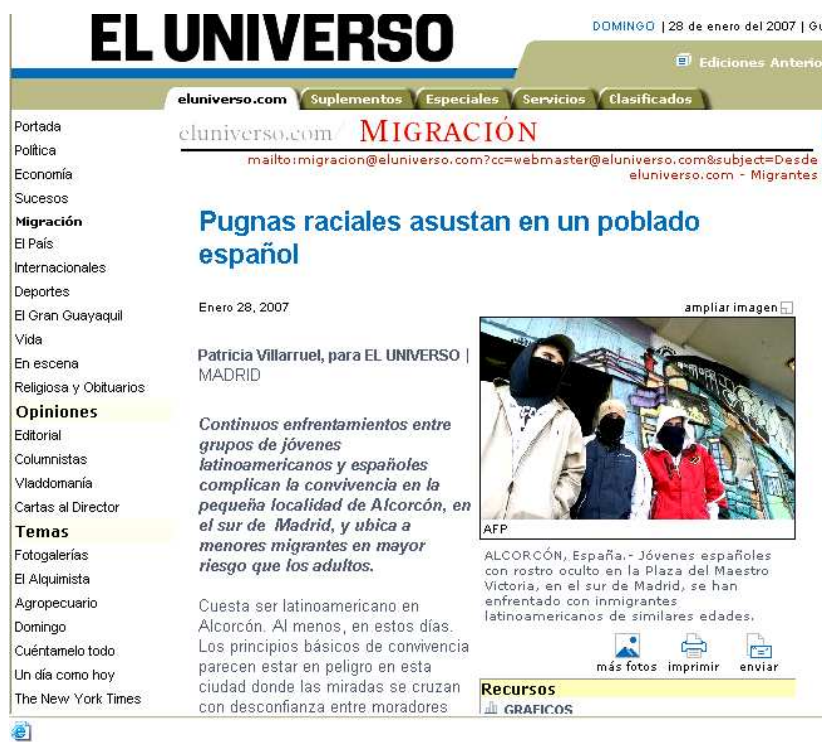 EL UNIVERSO
DOMINGO | 28 de enero del 2007 |
Ediciones
eluniverso.com Suplementos Especiales Servicios Clasificados
Portada
Política
Economía
Sucesos
Migración
El País
Internacionales
Deportes
El Gran Guayaquil
Vida
En escena
Religiosa y Obituarios
Opiniones
Editorial
Columnistas
Vladdomanía
Cartas al Director
Temas
Fotogalerías
El Alquimista
Agropecuario
Domingo
Cuéntamelo todo
Un día como hoy
The New York Times
eluniverso.com/ MIGRACIÓN
mailto:migracion@eluniverso.com?cc=webmaster@eluniverso.com&subject=Desde
eluniverso.com - Migrantes
Pugnas raciales asustan en un poblado
español
Enero 28, 2007
Patricia Villarruel, para EL UNIVERSO |
MADRID
Continuos enfrentamientos entre
grupos de jóvenes
latinoamericanos y españoles
complican la convivencia en la
pequeña localidad de Alcorcón, en
el sur de Madrid, y ubica a
menores migrantes en mayor
riesgo que los adultos.
Cuesta ser latinoamericano en
Alcorcón. Al menos, en estos días.
Los principios básicos de convivencia
parecen estar en peligro en esta
ciudad donde las miradas se cruzan
con desconfianza entre moradores
ampliar imagen
AFP
ALCORCÓN, España.- Jóvenes españoles
con rostro oculto en la Plaza del Maestro
Victoria, en el sur de Madrid, se han
enfrentado con inmigrantes
latinoamericanos de similares edades.
más fotos imprimir enviar
Recursos
GRAFICOS